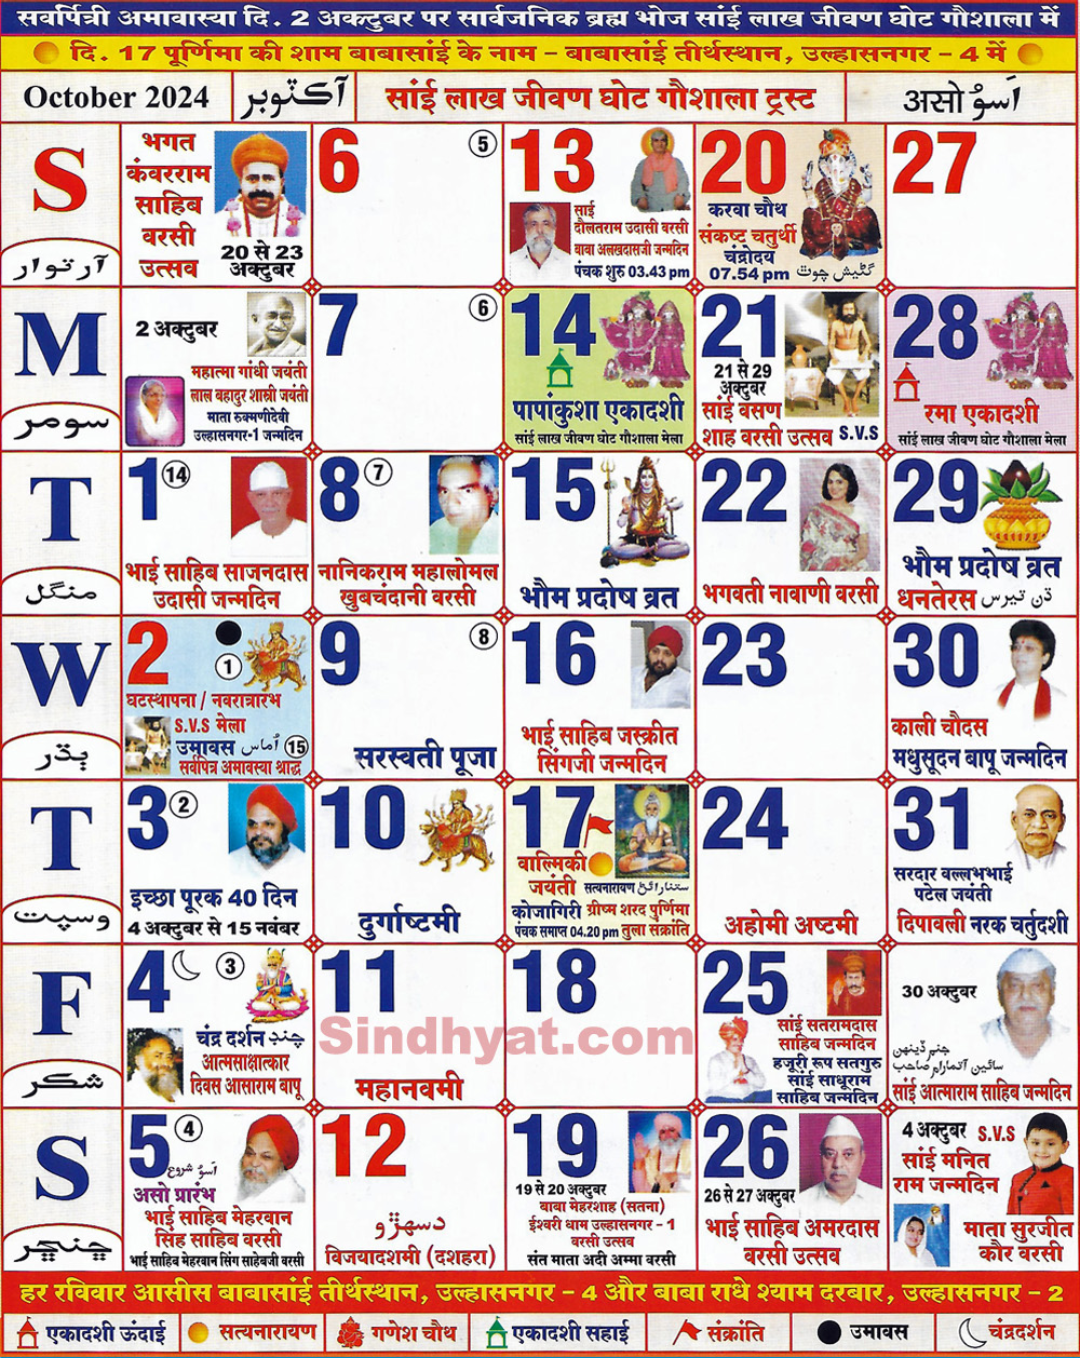 सर्वपित्री अमावास्या दि. 2 अकटुबर पर सार्वजनिक ब्रह्म भोज सांई लाख जीवण घोट गौशाला में
दि. 17 पूर्णिमा की शाम बाबासांई के नाम - बाबासांई तीर्थस्थान, उल्हासनगर - 4 में
October 2024 آڪٽوبر सांई लाख जीवण घोट गौशाला ट्रस्ट असो اَسُو
S
آرتوار
भगत
कंवरराम
साहिब
वरसी
उत्सव
20 से 23
अक्टुबर
6 5
13
साई
दौलतराम उदासी वरसी
बाबा अलखदासजी जन्मदिन
पंचक शुरु 03.43 pm
20
करवा चौथ
संकष्ट चतुर्थी
चंद्रोदय
07.54 pm گڻيش چوٿ
27
M
سومر
2 अक्टुबर
महात्मा गांधी जयंती
लाल बहादुर शास्त्री जयंती
माता रुक्मणीदेवी
उल्हासनगर-1 जन्मदिन
7 6
14
पापांकुशा एकादशी
सांई लाख जीवण घोट गौशाला मेला
21
21 से 29
अक्टुबर
सांई वसण
शाह वरसी उत्सव S.V.S
28
रमा एकादशी
सांई लाख जीवण घोट गौशाला मेला
T
منگل
1 14
भाई साहिब साजनदास
उदासी जन्मदिन
8 7
नानिकराम महालोमल
खुबचंदानी वरसी
15
भौम प्रदोष व्रत
22
भगवती नावाणी वरसी
29
भौम प्रदोष व्रत
धनतेरस ڌن تيرس
W
ٻڌر
2 1
घटस्थापना / नवरात्रारंभ
S.V.S मेला
उमावस اُماس 15
सर्वपित्र अमावस्या श्राद्ध
9 8
सरस्वती पूजा
16
भाई साहिब जस्क्रीत
सिंगजी जन्मदिन
23
30
काली चौदस
मधुसूदन बापू जन्मदिन
T
وسپت
3 2
इच्छा पूरक 40 दिन
4 अक्टुबर से 15 नवंबर
10
दुर्गाष्टमी
17
वाल्मिकी
जयंती सत्यनारायण ستنارائڻ
कोजागिरी ग्रीष्म शरद पुर्णिमा
पंचक समाप्त 04.20 pm तुला संक्रांति
24
अहोमी अष्टमी
31
सरदार वल्लभभाई
पटेल जयंती
दिपावली नरक चर्तुदशी
F
شڪر
4 3
चंद्र दर्शन چنڊ
आत्मसाक्षात्कार
दिवस आसाराम बापू
11
महानवमी
18
25
सांई सतरामदास
साहिब जन्मदिन
हजूरी रूप सतगुरु
सांई साधूराम
साहिब जन्मदिन
30 अक्टुबर
جنم ڏينهن
سائين آتمارام صاحب
सांई आत्माराम साहिब जन्मदिन
Sindhyat.com
S
ڇنڇر
5 4
اَسُو شروع
असो प्रारंभ
भाई साहिब मेहरवान
सिंह साहिब वरसी
भाई साहिब मेहरवान सिंग साहेबजी वरसी
12
دسهڙو
विजयादशमी (दशहरा)
19
19 से 20 अक्टुबर
बाबा मेहरशाह (सतना)
ईश्वरी धाम उल्हासनगर - 1
वरसी उत्सव
संत माता अदी अम्मा वरसी
26
26 से 27 अक्टुबर
भाई साहिब अमरदास
वरसी उत्सव
4 अक्टुबर S.V.S
सांई मनित
राम जन्मदिन
माता सुरजीत
कौर वरसी
हर रविवार आसीस बाबासांई तीर्थस्थान, उल्हासनगर - 4 और बाबा राधे श्याम दरबार, उल्हासनगर - 2
एकादशी ऊंदाई सत्यनारायण गणेश चौथ एकादशी सहाई संक्रांति उमावस चंद्रदर्शन